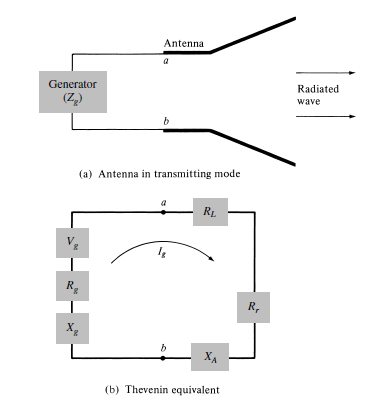 Antenna
a
Generator
(Z_g)
Radiated
wave
b
(a) Antenna in transmitting mode
a
R_L
V_g
I_g
R_g
R_r
X_g
b
X_A
(b) Thevenin equivalent